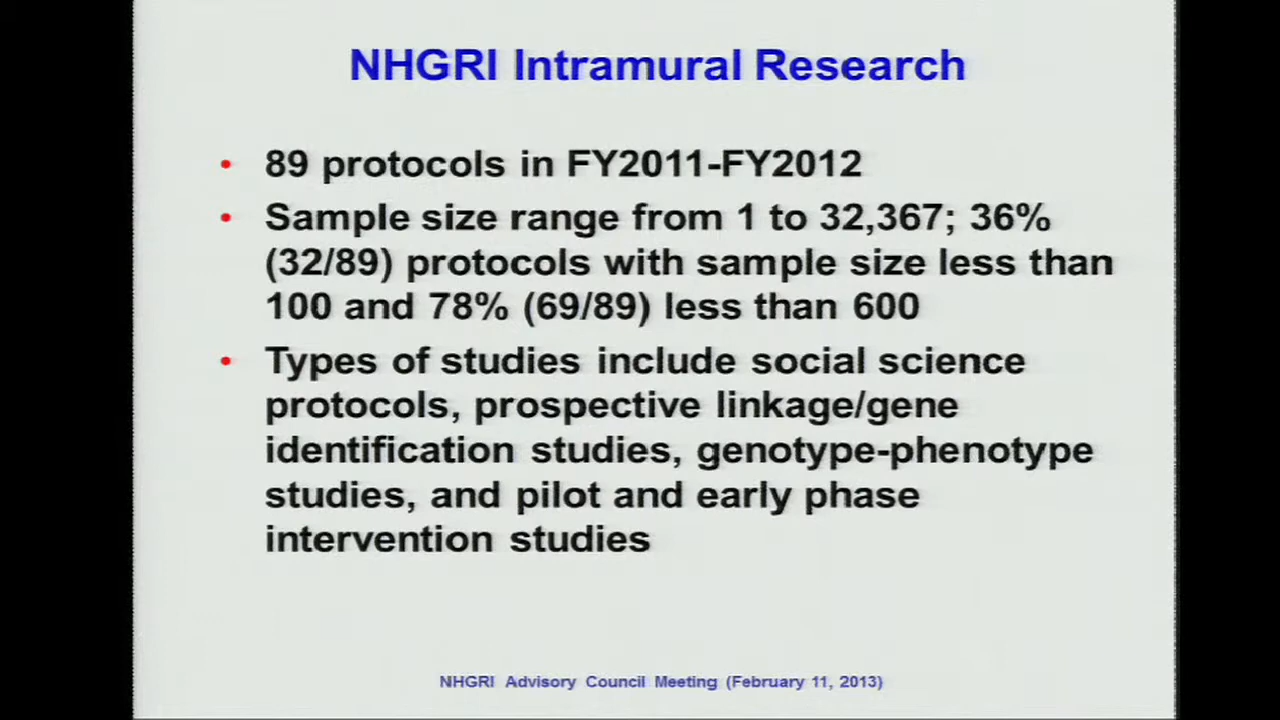 NHGRI Intramural Research
• 89 protocols in FY2011-FY2012
• Sample size range from 1 to 32,367; 36%
(32/89) protocols with sample size less than
100 and 78% (69/89) less than 600
• Types of studies include social science
protocols, prospective linkage/gene
identification studies, genotype-phenotype
studies, and pilot and early phase
intervention studies
NHGRI Advisory Council Meeting (February 11, 2013)